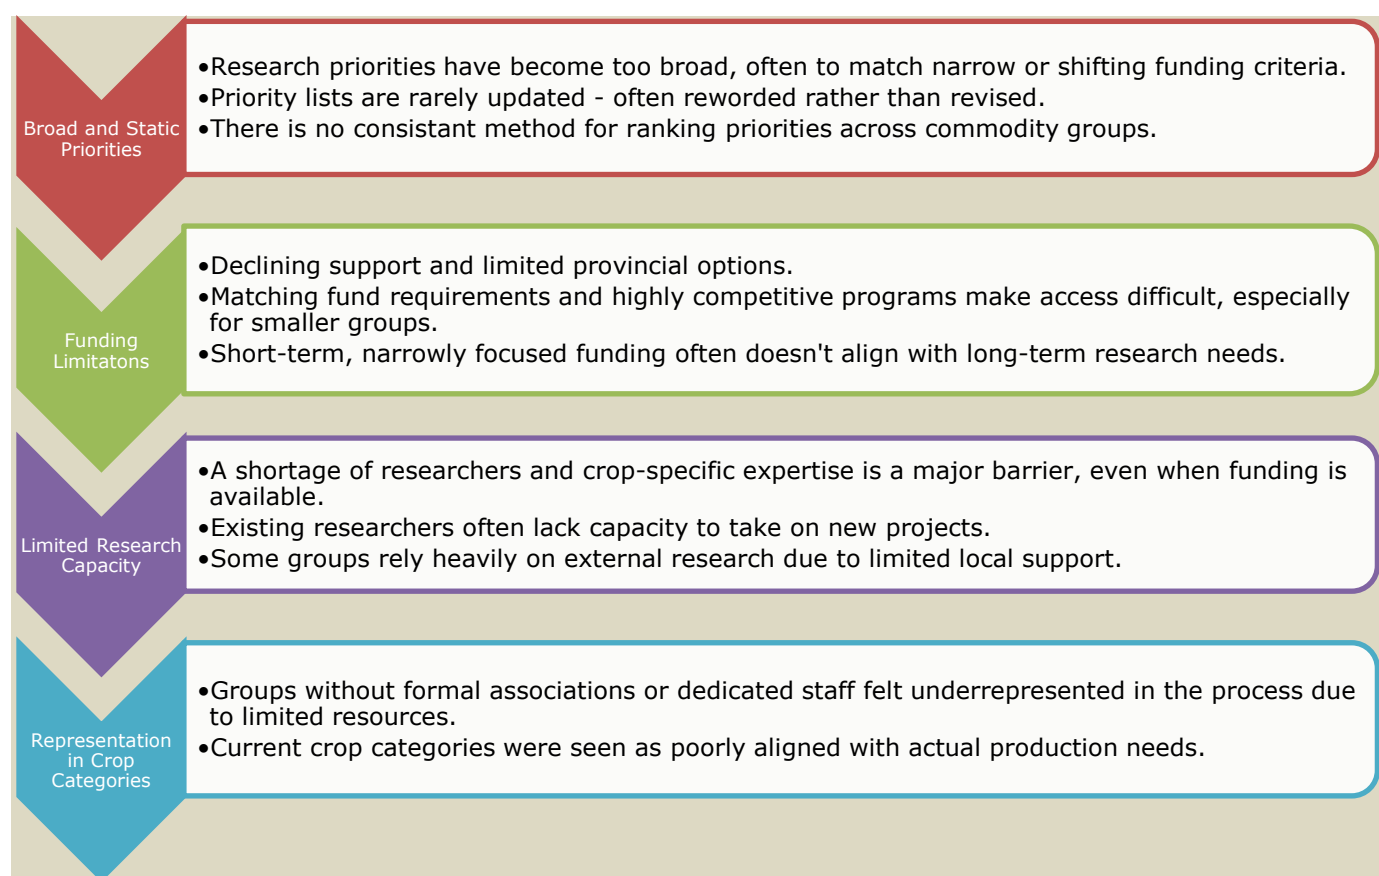 Broad and Static
Priorities
•Research priorities have become too broad, often to match narrow or shifting funding criteria.
•Priority lists are rarely updated - often reworded rather than revised.
•There is no consistant method for ranking priorities across commodity groups.
Funding
Limitatons
•Declining support and limited provincial options.
•Matching fund requirements and highly competitive programs make access difficult, especially
for smaller groups.
•Short-term, narrowly focused funding often doesn't align with long-term research needs.
Limited Research
Capacity
•A shortage of researchers and crop-specific expertise is a major barrier, even when funding is
available.
•Existing researchers often lack capacity to take on new projects.
•Some groups rely heavily on external research due to limited local support.
Representation
in Crop
Categories
•Groups without formal associations or dedicated staff felt underrepresented in the process due
to limited resources.
•Current crop categories were seen as poorly aligned with actual production needs.